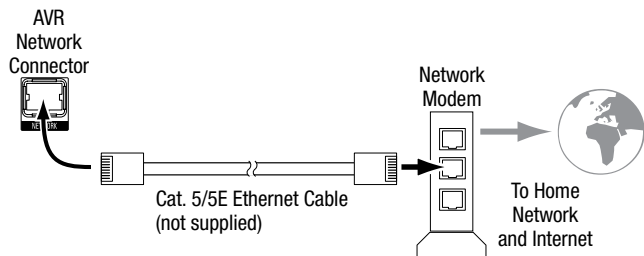 AVR
Network
Connector
NETWORK
Network
Modem
Cat. 5/5E Ethernet Cable
(not supplied)
To Home
Network
and Internet